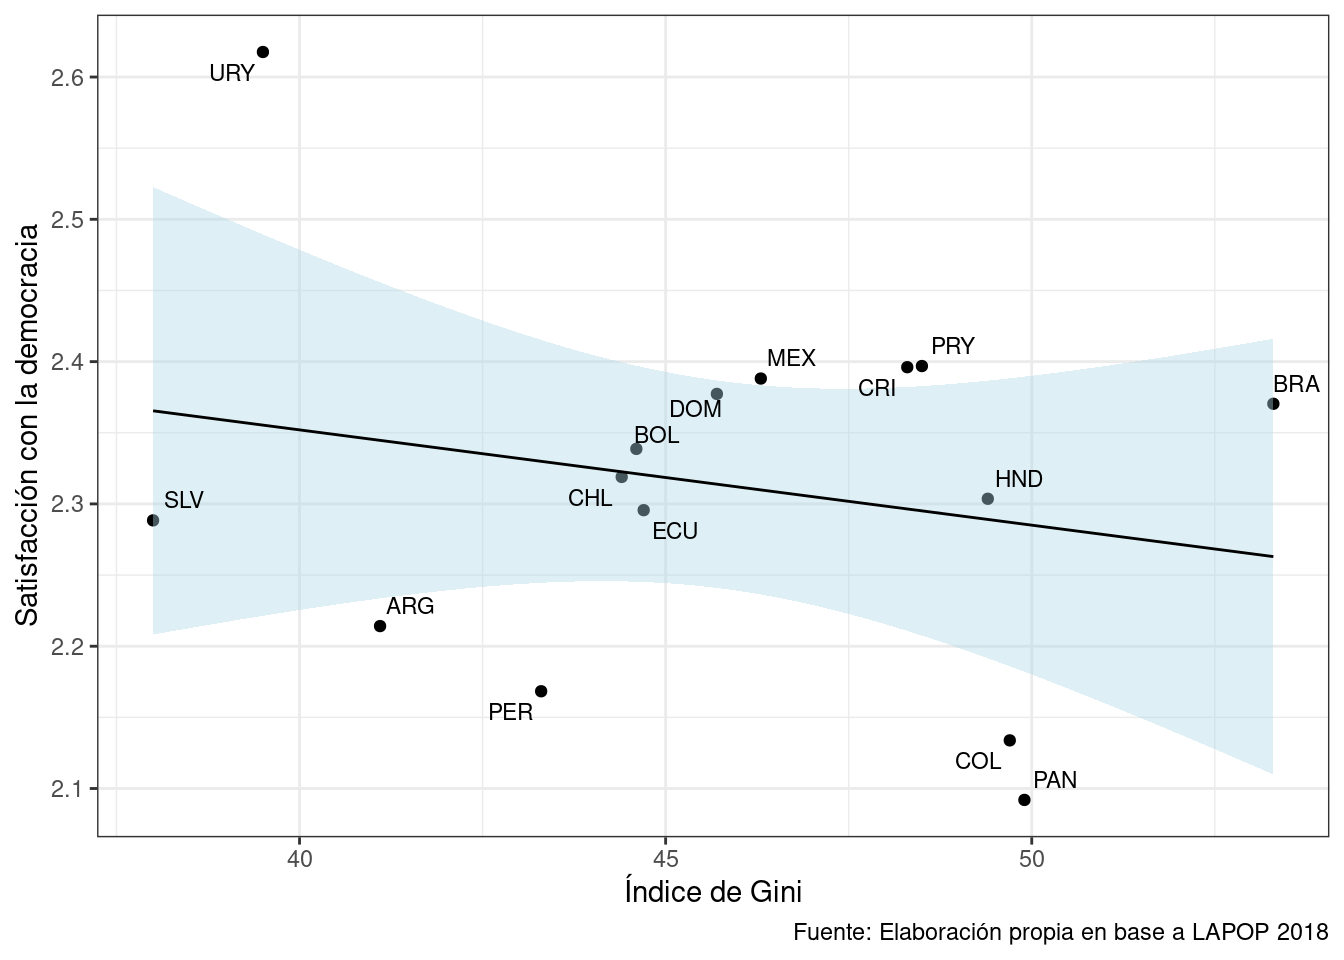 2.6
2.5
2.4
2.3
2.2
2.1
Satisfacción con la democracia
URY
MEX
PRY
CRI
BRA
DOM
BOL
HND
SLV
CHL
ECU
ARG
PER
COL
PAN
40
45
50
Índice de Gini
Fuente: Elaboración propia en base a LAPOP 2018